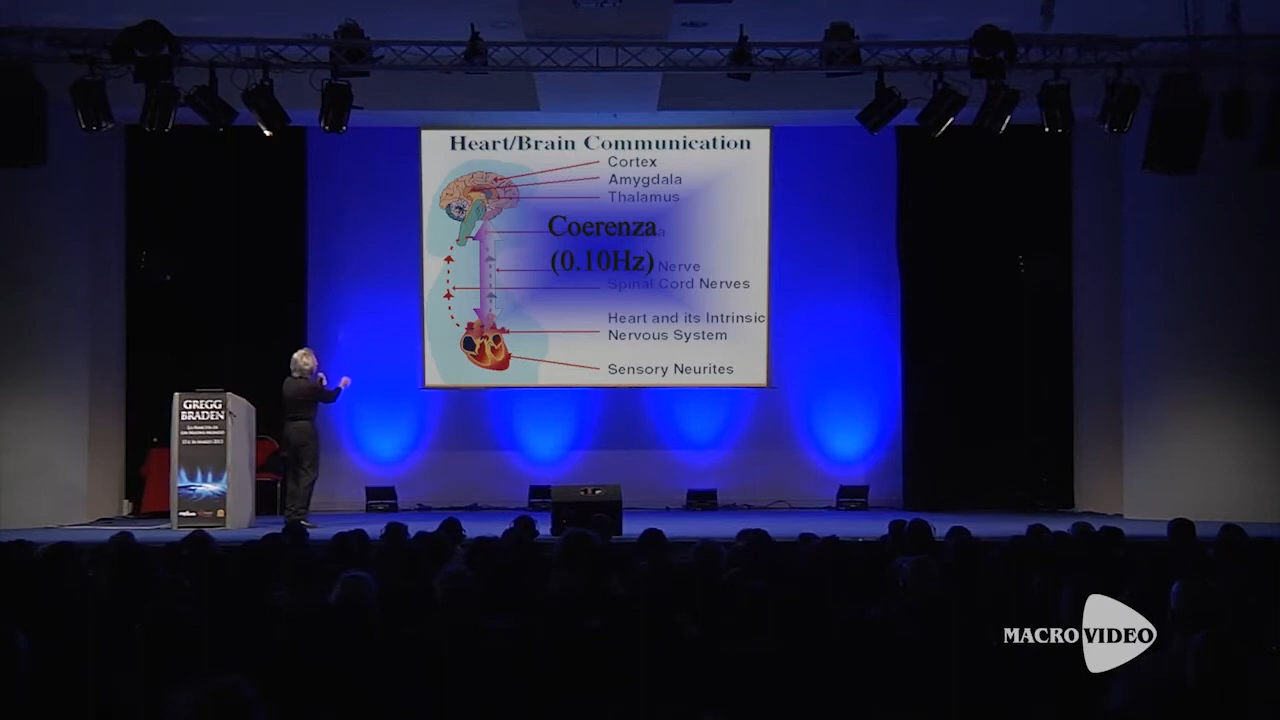 Heart/Brain Communication
Cortex
Amygdala
Thalamus
Coerenza
(0.10Hz)
Nerve
Spinal Cord Nerves
Heart and its Intrinsic
Nervous System
Sensory Neurites
GREGG
BRADEN
MACRO VIDEO